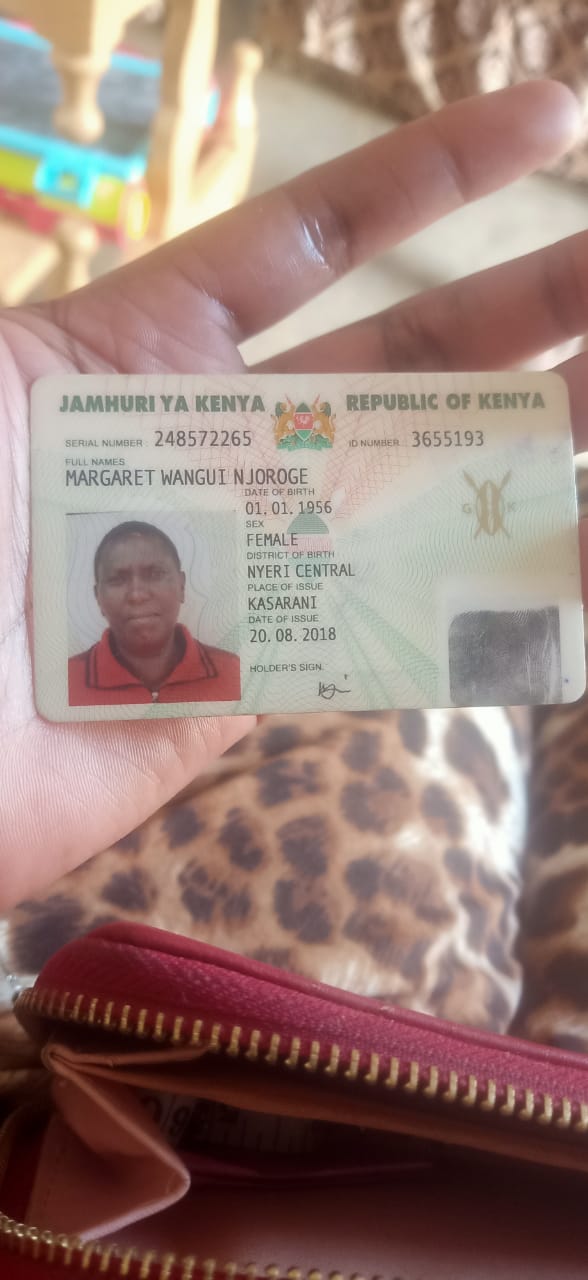 JAMHURI YA KENYA REPUBLIC OF KENYA
SERIAL NUMBER : 248572265 ID NUMBER : 3655193
FULL NAMES
MARGARET WANGUI NJOROGE
DATE OF BIRTH
01.01.1956
SEX
FEMALE
G K
DISTRICT OF BIRTH
NYERI CENTRAL
PLACE OF ISSUE
KASARANI
DATE OF ISSUE
20.08.2018
HOLDER'S SIGN.